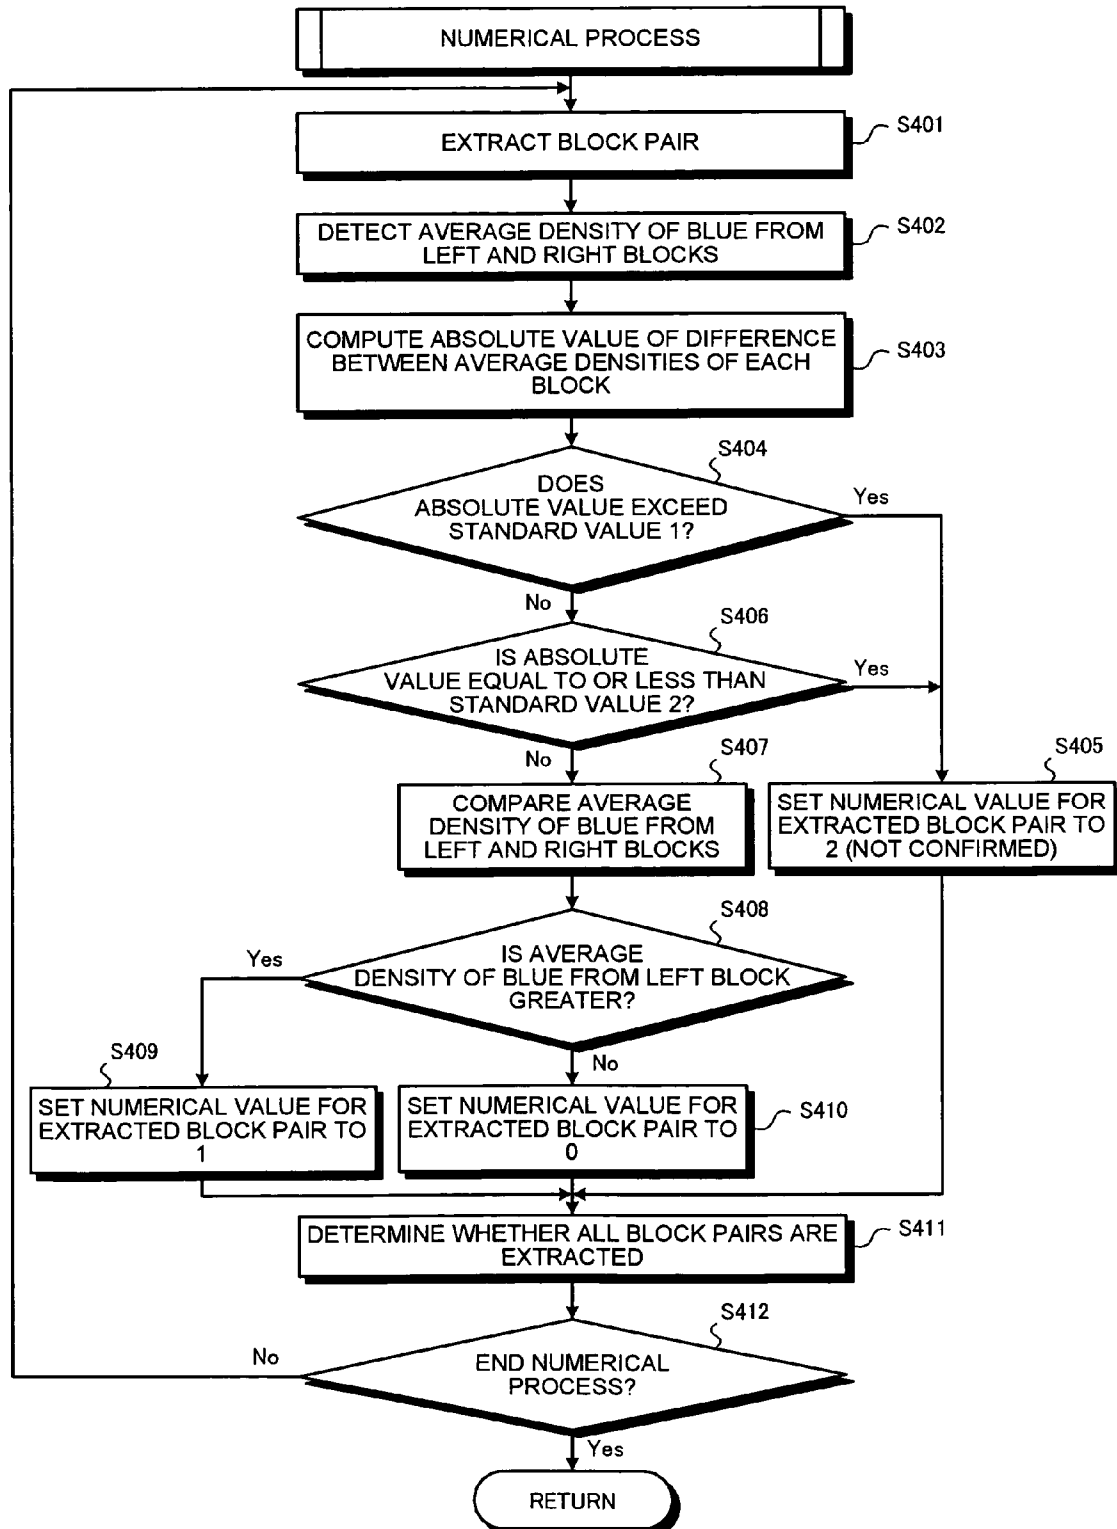 NUMERICAL PROCESS
EXTRACT BLOCK PAIR
S401
DETECT AVERAGE DENSITY OF BLUE FROM
LEFT AND RIGHT BLOCKS
S402
COMPUTE ABSOLUTE VALUE OF DIFFERENCE
BETWEEN AVERAGE DENSITIES OF EACH
BLOCK
S403
S404
DOES
ABSOLUTE VALUE EXCEED
STANDARD VALUE 1?
Yes
No
S406
IS ABSOLUTE
VALUE EQUAL TO OR LESS THAN
STANDARD VALUE 2?
Yes
No
S407
COMPARE AVERAGE
DENSITY OF BLUE FROM
LEFT AND RIGHT BLOCKS
S405
SET NUMERICAL VALUE FOR
EXTRACTED BLOCK PAIR TO
2 (NOT CONFIRMED)
S408
IS AVERAGE
DENSITY OF BLUE FROM LEFT BLOCK
GREATER?
Yes
No
S409
SET NUMERICAL VALUE FOR
EXTRACTED BLOCK PAIR TO
1
SET NUMERICAL VALUE FOR
EXTRACTED BLOCK PAIR TO
0
S410
DETERMINE WHETHER ALL BLOCK PAIRS ARE
EXTRACTED
S411
S412
END NUMERICAL
PROCESS?
No
Yes
RETURN